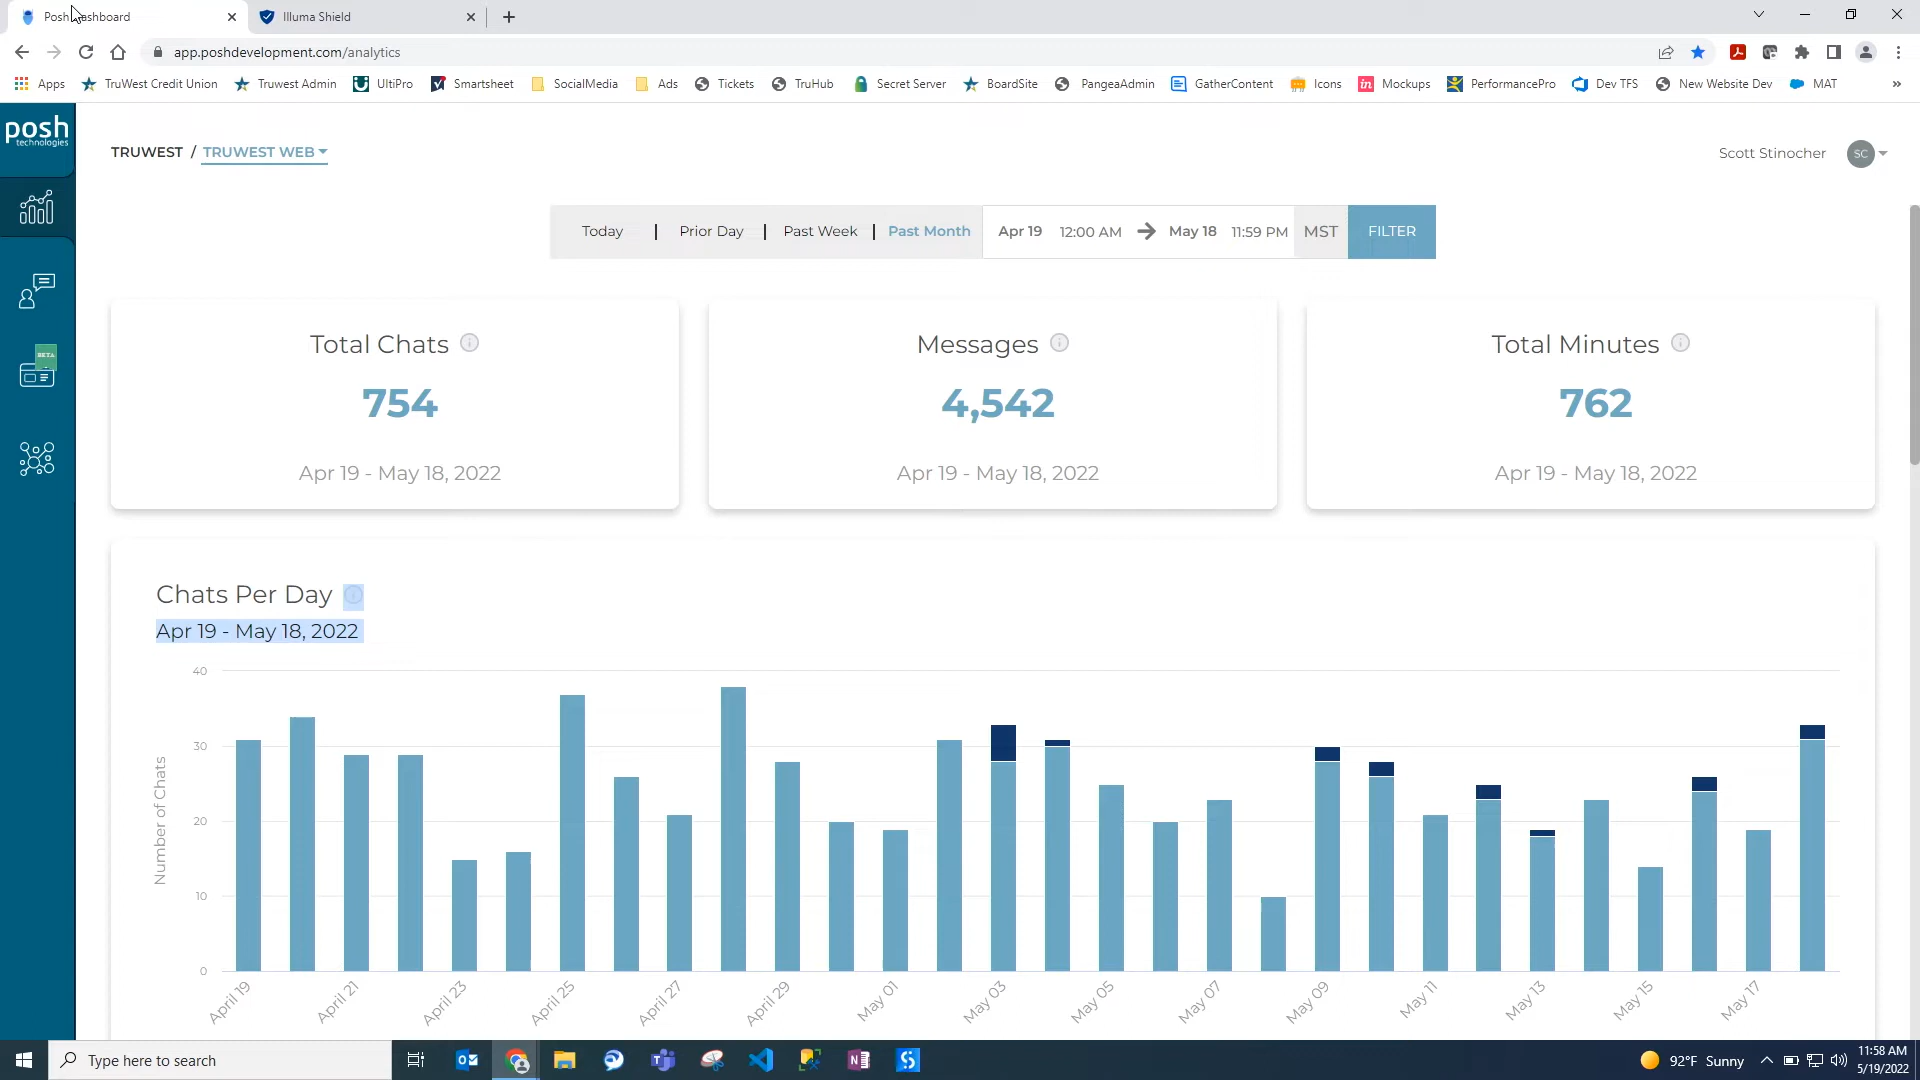 Posh Dashboard
Illuma Shield
app.poshdevelopment.com/analytics
Apps TruWest Credit Union Truwest Admin UltiPro Smartsheet SocialMedia Ads Tickets TruHub Secret Server BoardSite PangeaAdmin GatherContent Icons in Mockups PerformancePro Dev TFS New Website Dev MAT »
posh
technologies
TRUWEST / TRUWEST WEB
Scott Stinocher SC
Today | Prior Day | Past Week | Past Month Apr 19 12:00 AM → May 18 11:59 PM MST FILTER
BETA
Total Chats
754
Apr 19 - May 18, 2022
Messages
4,542
Apr 19 - May 18, 2022
Total Minutes
762
Apr 19 - May 18, 2022
Chats Per Day
Apr 19 - May 18, 2022
Number of Chats
40
30
20
10
0
April 19 April 21 April 23 April 25 April 27 April 29 May 01 May 03 May 05 May 07 May 09 May 11 May 13 May 15 May 17
Type here to search
92°F Sunny
11:58 AM
5/19/2022